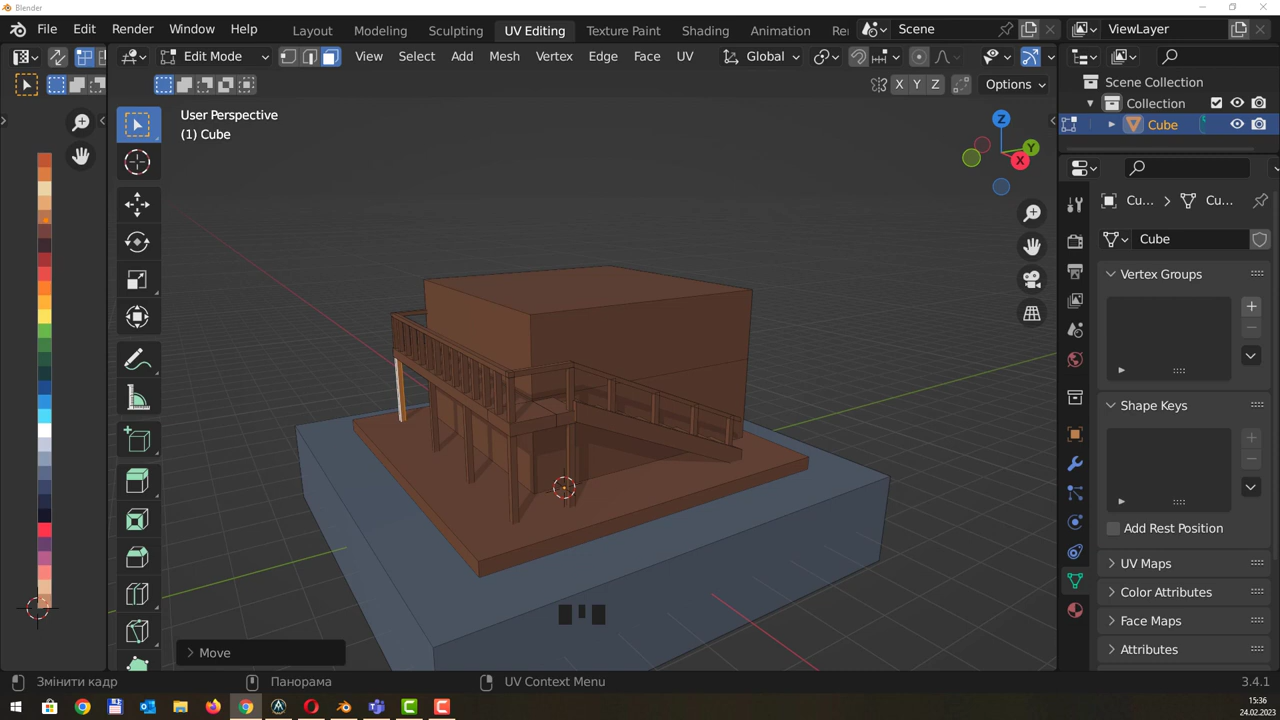 Blender
File Edit Render Window Help Layout Modeling Sculpting UV Editing Texture Paint Shading Animation Re Scene ViewLayer
Edit Mode View Select Add Mesh Vertex Edge Face UV Global
X Y Z Options
User Perspective
(1) Cube
Z
Y
X
Scene Collection
Collection
Cube
Cu... Cu...
Cube
Vertex Groups
Shape Keys
Add Rest Position
UV Maps
Color Attributes
Face Maps
Attributes
Move
Змінити кадр Панорама UV Context Menu 3.4.1
15:36
24.02.2023